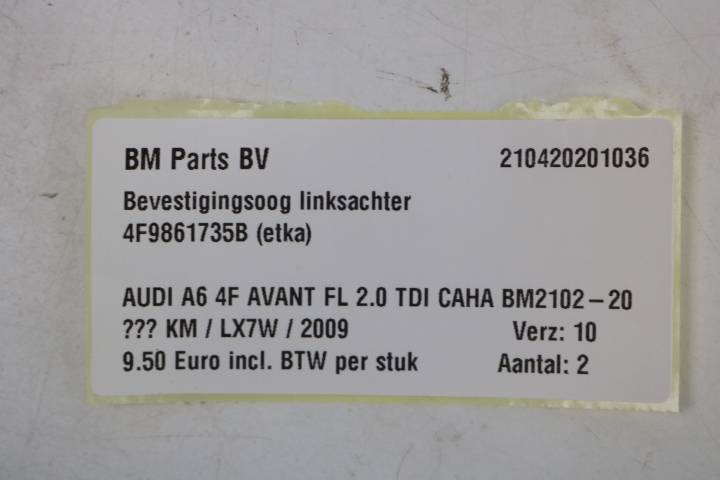 BM Parts BV 210420201036
Bevestigingsoog linksachter
4F9861735B (etka)
AUDI A6 4F AVANT FL 2.0 TDI CAHA BM2102-20
??? KM / LX7W / 2009 Verz: 10
9.50 Euro incl. BTW per stuk Aantal: 2